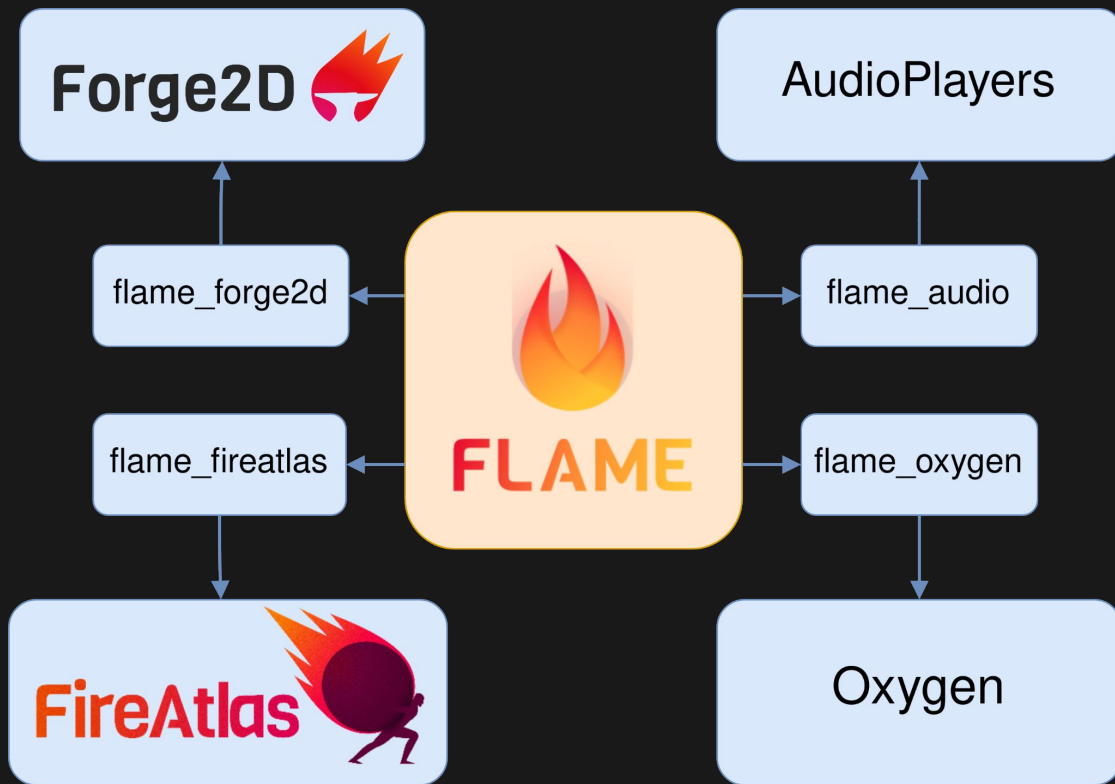 Forge2D
AudioPlayers
flame_forge2d
flame_audio
FLAME
flame_fireatlas
flame_oxygen
FireAtlas
Oxygen